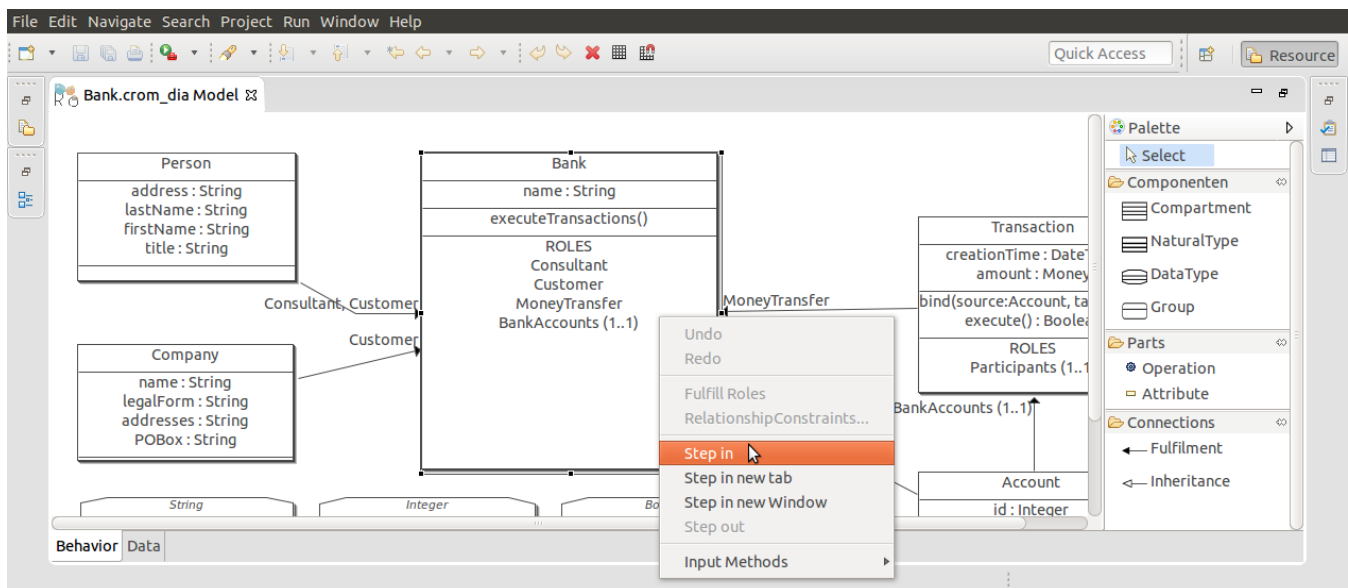 File Edit Navigate Search Project Run Window Help
Quick Access
Resource
Bank.crom_dia Model
Person
address : String
lastName : String
firstName : String
title : String
Consultant, Customer
Customer
Company
name : String
legalForm : String
addresses : String
POBox : String
Bank
name : String
executeTransactions()
ROLES
Consultant
Customer
MoneyTransfer
BankAccounts (1..1)
MoneyTransfer
Transaction
creationTime : DateT
amount : Money
bind(source:Account, ta
execute() : Boolea
ROLES
Participants (1..1
BankAccounts (1..1)
Account
id : Integer
String
Integer
Bo
Undo
Redo
Fulfill Roles
RelationshipConstraints...
Step in
Step in new tab
Step in new Window
Step out
Input Methods
Palette
Select
Componenten
Compartment
NaturalType
DataType
Group
Parts
Operation
Attribute
Connections
Fulfilment
Inheritance
Behavior Data